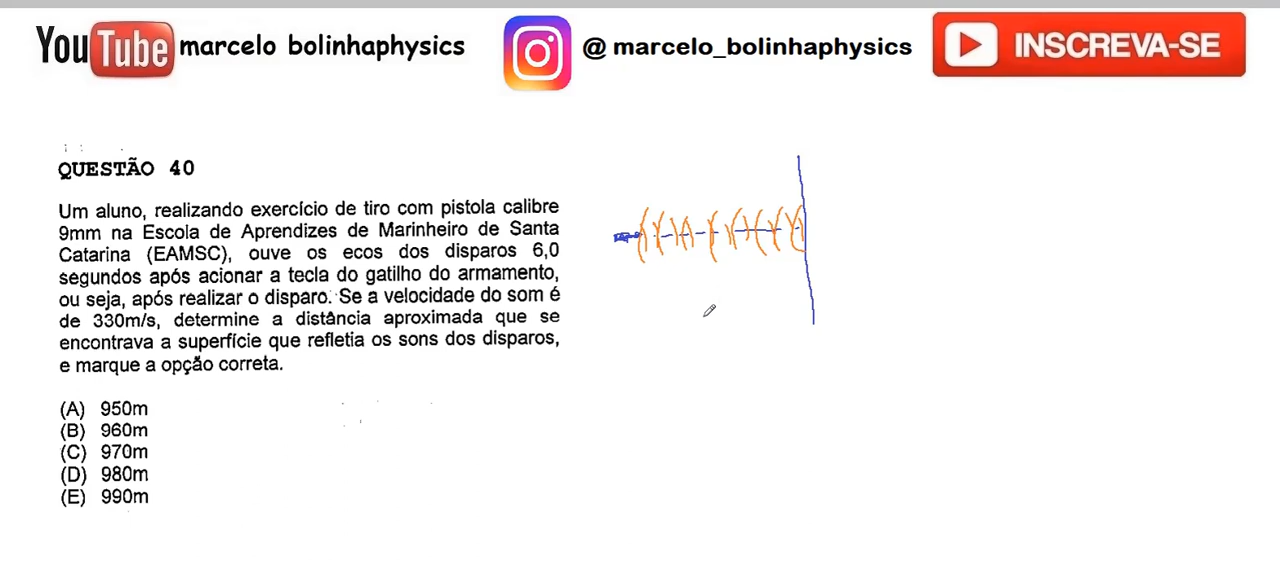 YouTube marcelo bolinhaphysics @ marcelo_bolinhaphysics INSCREVA-SE
QUESTÃO 40
Um aluno, realizando exercício de tiro com pistola calibre
9mm na Escola de Aprendizes de Marinheiro de Santa
Catarina (EAMSC), ouve os ecos dos disparos 6,0
segundos após acionar a tecla do gatilho do armamento,
ou seja, após realizar o disparo. Se a velocidade do som é
de 330m/s, determine a distância aproximada que se
encontrava a superfície que refletia os sons dos disparos,
e marque a opção correta.
(A) 950m
(B) 960m
(C) 970m
(D) 980m
(E) 990m